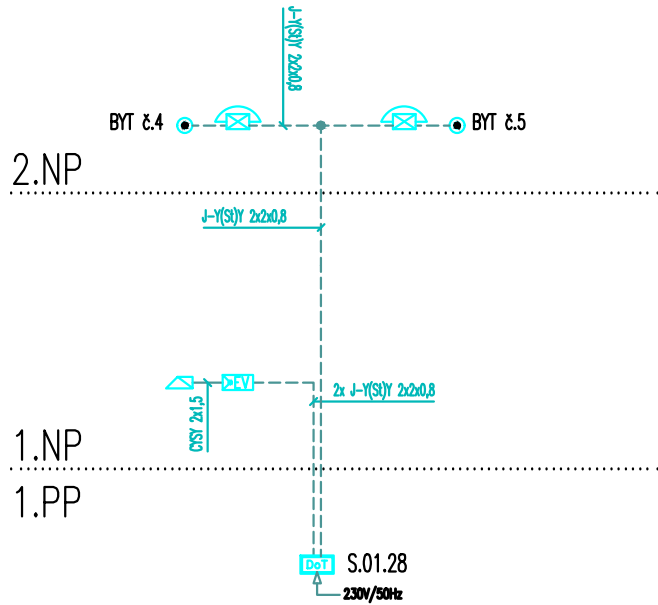 J-Y(St)Y 2x2x0,8
BYT č.4
BYT č.5
2.NP
J-Y(St)Y 2x2x0,8
EV
2x J-Y(St)Y 2x2x0,8
CYSY 2x1,5
1.NP
1.PP
DoT
S.01.28
230V/50Hz